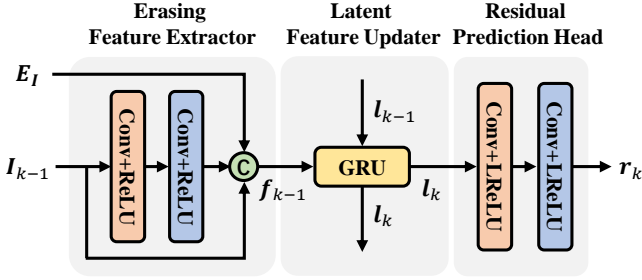 Erasing
Feature Extractor
Latent
Feature Updater
Residual
Prediction Head
E_I
I_{k-1}
Conv+ReLU
Conv+ReLU
C
f_{k-1}
l_{k-1}
GRU
l_k
l_k
Conv+LReLU
Conv+LReLU
r_k